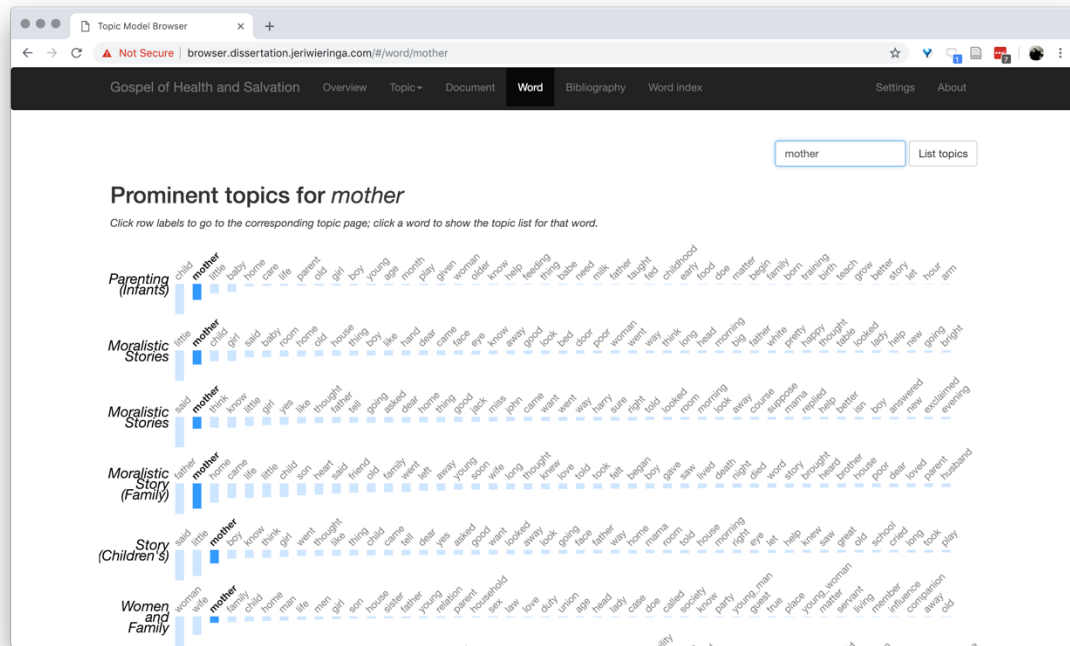 Topic Model Browser
Not Secure browser.dissertation.jeriwieringa.com/#/word/mother
1 7
Gospel of Health and Salvation Overview Topic Document Word Bibliography Word index Settings About
mother List topics
Prominent topics for mother
Click row labels to go to the corresponding topic page; click a word to show the topic list for that word.
Parenting
(Infants)
child mother little baby home care life parent old girl boy young age month play given woman older know help feeding thing babe need milk father taught fed childhood early food doe matter begin family born training birth teach grow better story let hour arm
Moralistic
Stories
little mother child girl said baby room home old house thing boy like hand dear came face eye know away good look bed door poor woman went way think long head morning big father white pretty happy thought table looked lady help new going bright
Moralistic
Stories
said mother think know little girl yes like thought father tell going asked dear home thing good jack miss john came want went way harry sure right told looked room morning look away course suppose mama replied help better isn boy answered new exclaimed evening
Moralistic
Story
(Family)
father mother home came life little child son heart said friend old family went left away young soon wife long thought knew love told took felt began boy gave saw lived death night died word story brought heard brother house poor dear loved parent husband
Story
(Children's)
said little mother boy know think girl went thought like thing child came tell dear yes asked good want looked away look going face father way home mama room told house morning right eye let help knew saw great old school cried long took play
Women
and
Family
woman wife mother family child home man life men girl son house sister father young relation parent household sex law love duty union age head lady case doe called society know party young_man guest true place young_woman matter servant living member influence companion away old